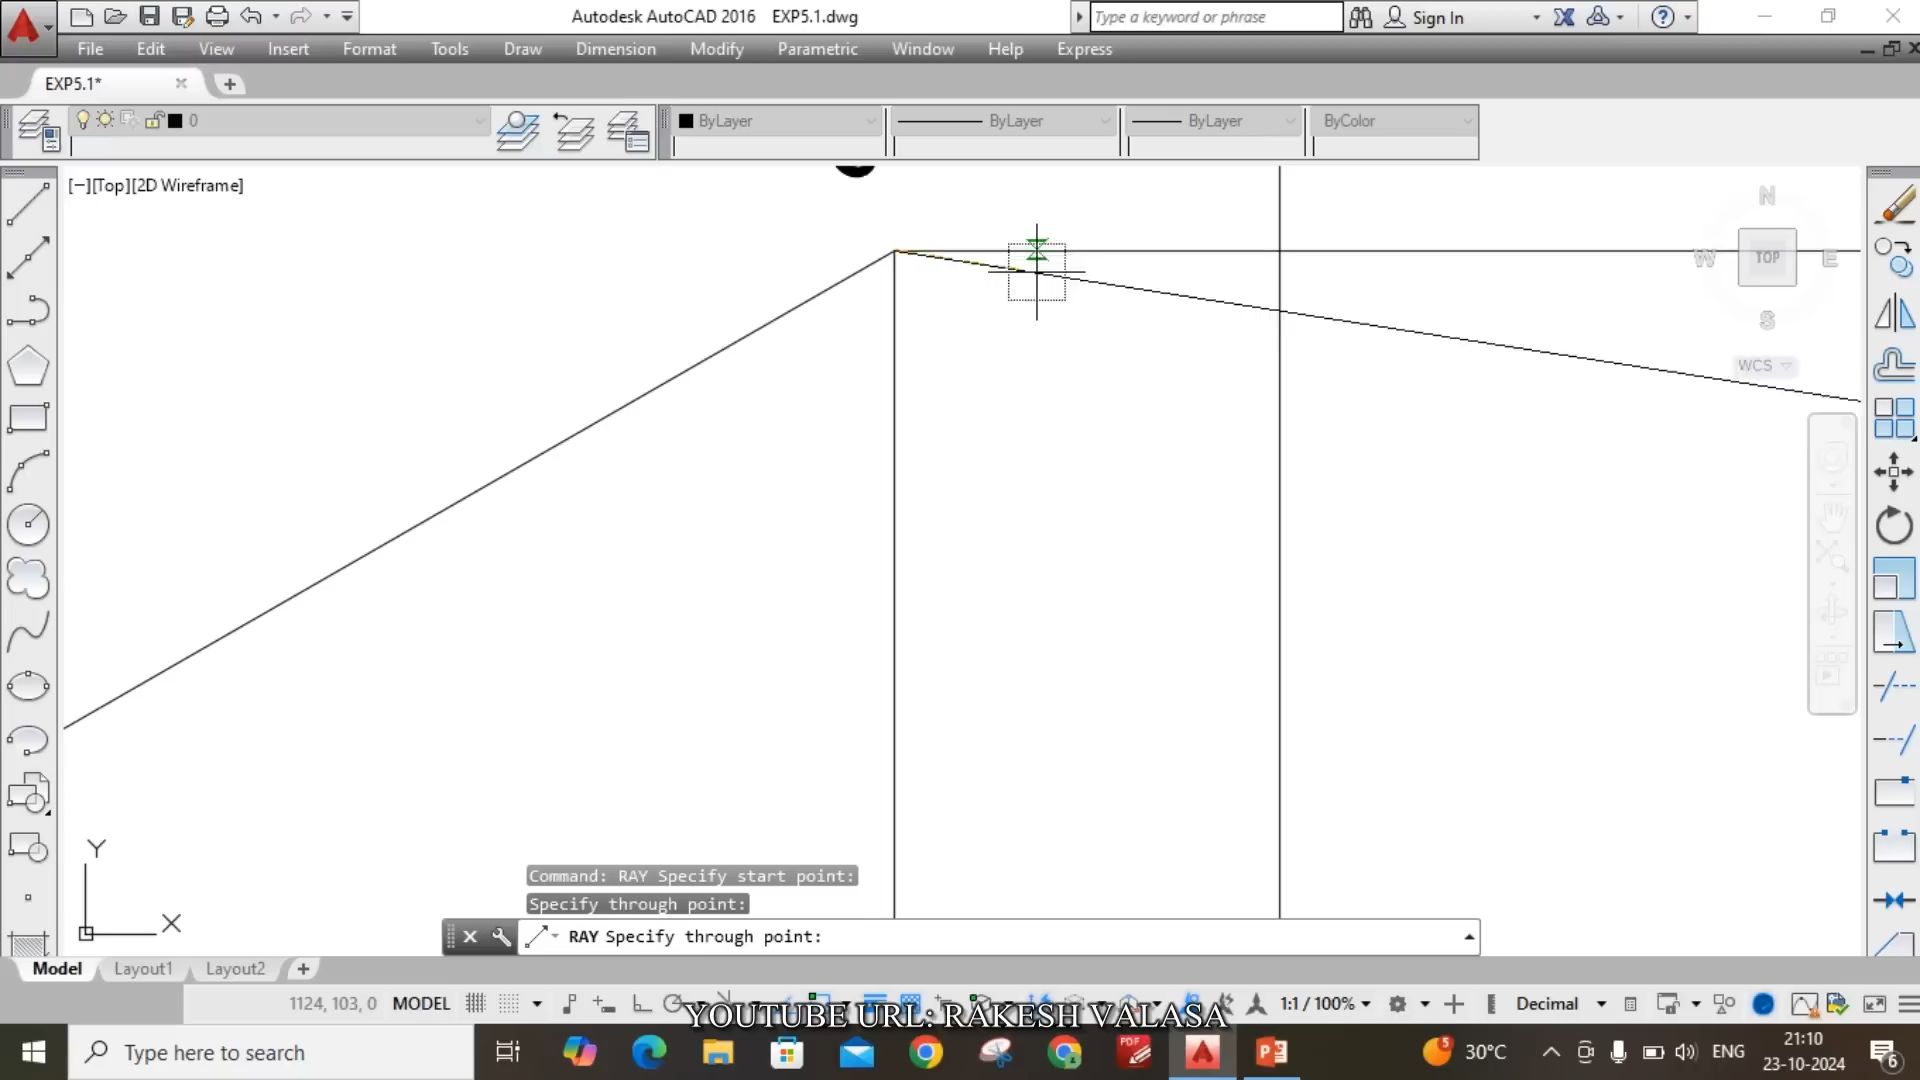 Autodesk AutoCAD 2016 EXP5.1.dwg
Type a keyword or phrase
Sign In
File Edit View Insert Format Tools Draw Dimension Modify Parametric Window Help Express
EXP5.1*
0
ByLayer
ByLayer
ByLayer
ByColor
[−][Top][2D Wireframe]
N
W TOP E
S
WCS
Y
X
Command: RAY Specify start point:
Specify through point:
RAY Specify through point:
Model Layout1 Layout2
1124, 103, 0 MODEL 1:1 / 100% Decimal
YOUTUBE URL: RAKESH VALASA
Type here to search
PDF
5 30°C ENG
21:10
23-10-2024
6